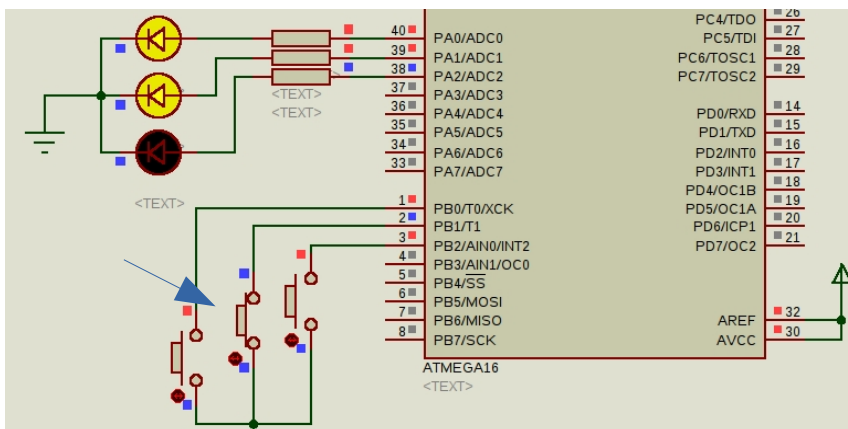 40 PA0/ADC0
39 PA1/ADC1
38 PA2/ADC2
37 PA3/ADC3
36 PA4/ADC4
35 PA5/ADC5
34 PA6/ADC6
33 PA7/ADC7
<TEXT>
<TEXT>
<TEXT>
1 PB0/T0/XCK
2 PB1/T1
3 PB2/AIN0/INT2
4 PB3/AIN1/OC0
5 PB4/SS
6 PB5/MOSI
7 PB6/MISO
8 PB7/SCK
PC4/TDO 26
PC5/TDI 27
PC6/TOSC1 28
PC7/TOSC2 29
PD0/RXD 14
PD1/TXD 15
PD2/INT0 16
PD3/INT1 17
PD4/OC1B 18
PD5/OC1A 19
PD6/ICP1 20
PD7/OC2 21
AREF 32
AVCC 30
ATMEGA16
<TEXT>